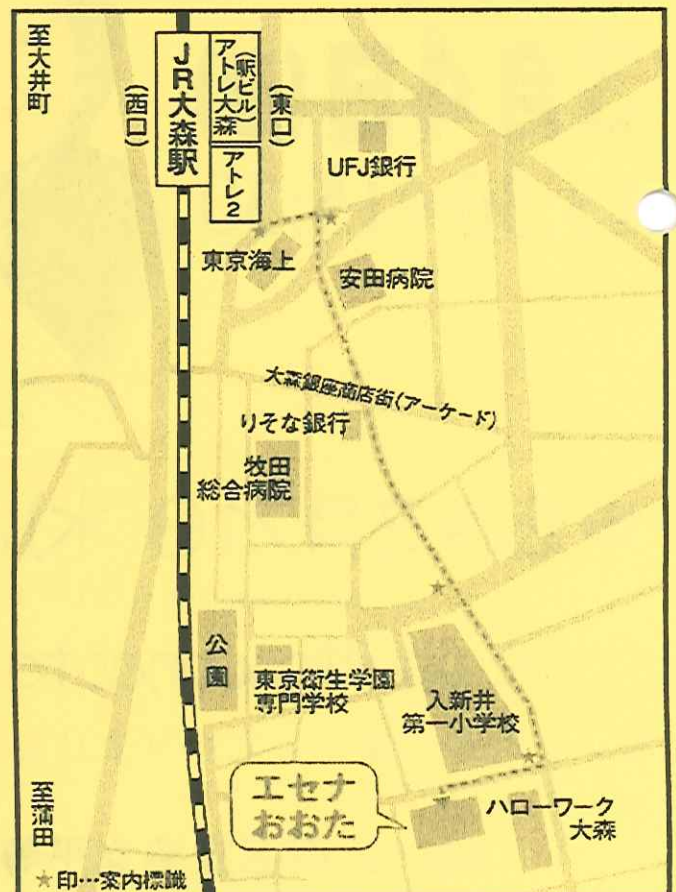 至大井町
JR大森駅
(駅ビル)
アトレ大森
アトレ2
(東口)
(西口)
UFJ銀行
東京海上
安田病院
大森銀座商店街(アーケード)
りそな銀行
牧田
総合病院
公園
東京衛生学園
専門学校
入新井
第一小学校
エセナ
おおた
ハローワーク
大森
至蒲田
★印…案内標識